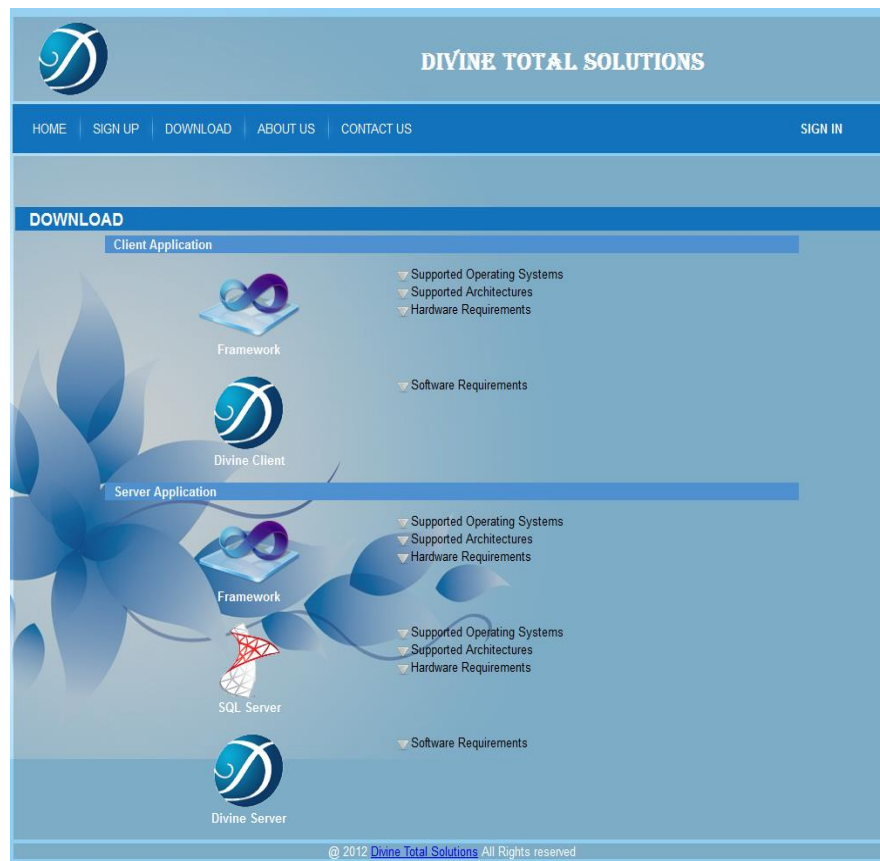 DIVINE TOTAL SOLUTIONS
HOME SIGN UP DOWNLOAD ABOUT US CONTACT US SIGN IN
DOWNLOAD
Client Application
Supported Operating Systems
Supported Architectures
Hardware Requirements
Framework
Software Requirements
Divine Client
Server Application
Supported Operating Systems
Supported Architectures
Hardware Requirements
Framework
Supported Operating Systems
Supported Architectures
Hardware Requirements
SQL Server
Software Requirements
Divine Server
@ 2012 Divine Total Solutions All Rights reserved